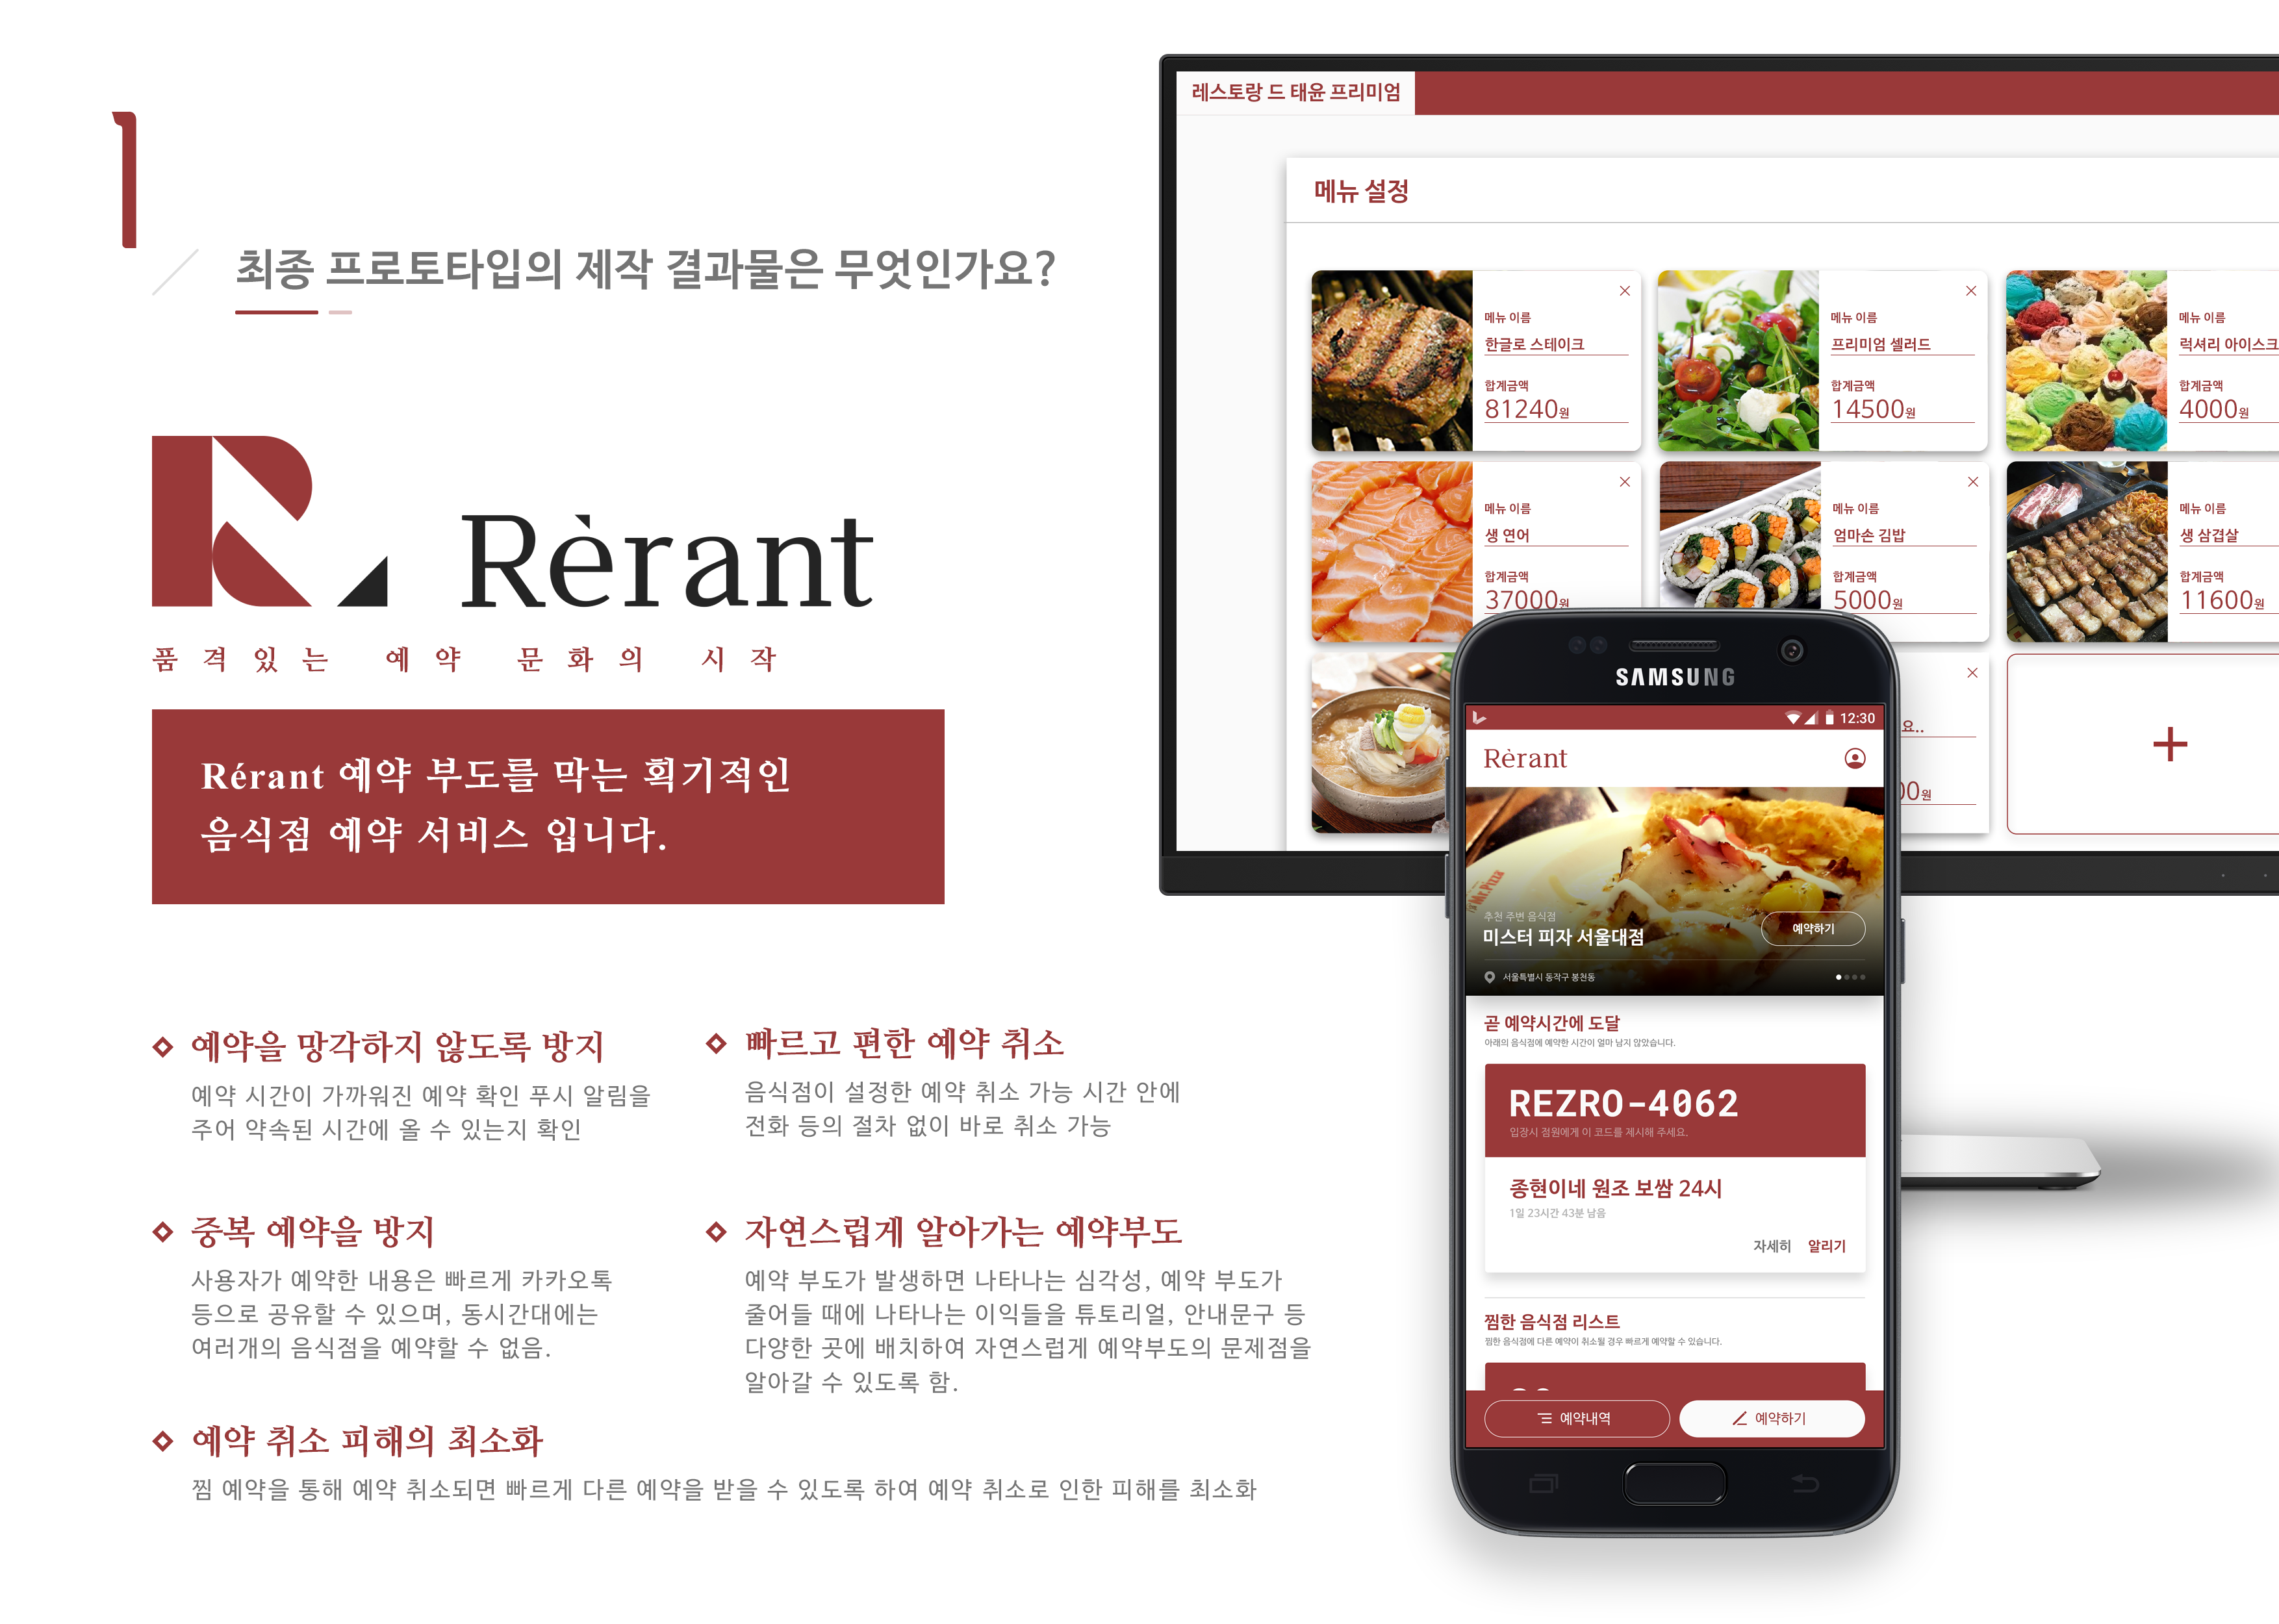 1
최종 프로토타입의 제작 결과물은 무엇인가요?
Rèrant
품격있는 예약 문화의 시작
Rérant 예약 부도를 막는 획기적인
음식점 예약 서비스 입니다.
예약을 망각하지 않도록 방지
예약 시간이 가까워진 예약 확인 푸시 알림을
주어 약속된 시간에 올 수 있는지 확인
빠르고 편한 예약 취소
음식점이 설정한 예약 취소 가능 시간 안에
전화 등의 절차 없이 바로 취소 가능
중복 예약을 방지
사용자가 예약한 내용은 빠르게 카카오톡
등으로 공유할 수 있으며, 동시간대에는
여러개의 음식점을 예약할 수 없음.
자연스럽게 알아가는 예약부도
예약 부도가 발생하면 나타나는 심각성, 예약 부도가
줄어들 때에 나타나는 이익들을 튜토리얼, 안내문구 등
다양한 곳에 배치하여 자연스럽게 예약부도의 문제점을
알아갈 수 있도록 함.
예약 취소 피해의 최소화
찜 예약을 통해 예약 취소되면 빠르게 다른 예약을 받을 수 있도록 하여 예약 취소로 인한 피해를 최소화
레스토랑 드 태윤 프리미엄
메뉴 설정
메뉴 이름
한글로 스테이크
합계금액
81240원
메뉴 이름
프리미엄 셀러드
합계금액
14500원
메뉴 이름
럭셔리 아이스크
합계금액
4000원
메뉴 이름
생 연어
합계금액
37000원
메뉴 이름
엄마손 김밥
합계금액
5000원
메뉴 이름
생 삼겹살
합계금액
11600원
요..
00원
SAMSUNG
12:30
Rèrant
Mr.Pizza
추천 주변 음식점
미스터 피자 서울대점
예약하기
서울특별시 동작구 봉천동
곧 예약시간에 도달
아래의 음식점에 예약한 시간이 얼마 남지 않았습니다.
REZRO-4062
입장시 점원에게 이 코드를 제시해 주세요.
종현이네 원조 보쌈 24시
1일 23시간 43분 남음
자세히 알리기
찜한 음식점 리스트
찜한 음식점에 다른 예약이 취소될 경우 빠르게 예약할 수 있습니다.
예약내역
예약하기